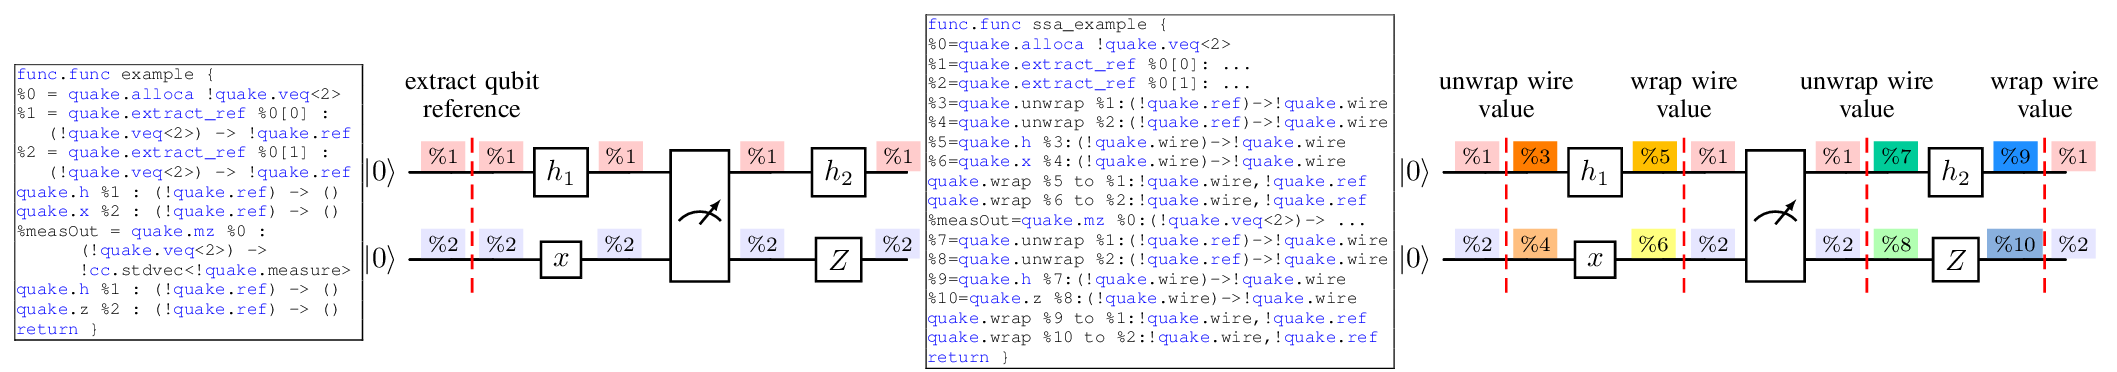 func.func example {
%0 = quake.alloca !quake.veq<2>
%1 = quake.extract_ref %0[0] :
(!quake.veq<2>) -> !quake.ref
%2 = quake.extract_ref %0[1] :
(!quake.veq<2>) -> !quake.ref
quake.h %1 : (!quake.ref) -> ()
quake.x %2 : (!quake.ref) -> ()
%measOut = quake.mz %0 :
(!quake.veq<2>) ->
!cc.stdvec<!quake.measure>
quake.h %1 : (!quake.ref) -> ()
quake.z %2 : (!quake.ref) -> ()
return }
extract qubit
reference
|0⟩ %1 %1 h₁ %1 %1 h₂ %1
|0⟩ %2 %2 x %2 %2 Z %2
func.func ssa_example {
%0=quake.alloca !quake.veq<2>
%1=quake.extract_ref %0[0]: ...
%2=quake.extract_ref %0[1]: ...
%3=quake.unwrap %1:(!quake.ref)->!quake.wire
%4=quake.unwrap %2:(!quake.ref)->!quake.wire
%5=quake.h %3:(!quake.wire)->!quake.wire
%6=quake.x %4:(!quake.wire)->!quake.wire
quake.wrap %5 to %1:!quake.wire,!quake.ref
quake.wrap %6 to %2:!quake.wire,!quake.ref
%measOut=quake.mz %0:(!quake.veq<2>)-> ...
%7=quake.unwrap %1:(!quake.ref)->!quake.wire
%8=quake.unwrap %2:(!quake.ref)->!quake.wire
%9=quake.h %7:(!quake.wire)->!quake.wire
%10=quake.z %8:(!quake.wire)->!quake.wire
quake.wrap %9 to %1:!quake.wire,!quake.ref
quake.wrap %10 to %2:!quake.wire,!quake.ref
return }
unwrap wire
value
wrap wire
value
unwrap wire
value
wrap wire
value
|0⟩ %1 %3 h₁ %5 %1 %1 %7 h₂ %9 %1
|0⟩ %2 %4 x %6 %2 %2 %8 Z %10 %2